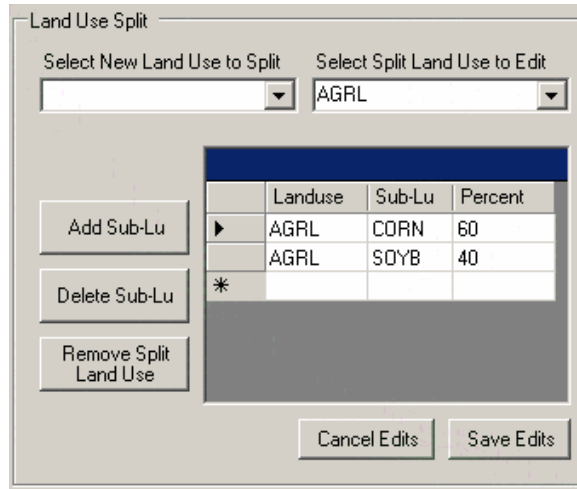 Land Use Split
Select New Land Use to Split Select Split Land Use to Edit
AGRL
Landuse Sub-Lu Percent
AGRL CORN 60
AGRL SOYB 40
*
Add Sub-Lu
Delete Sub-Lu
Remove Split
Land Use
Cancel Edits Save Edits